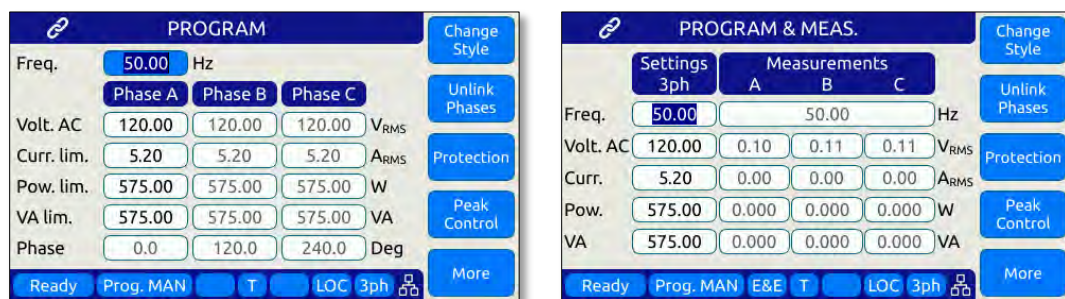 PROGRAM
Change Style
Freq. 50.00 Hz
Phase A Phase B Phase C
Unlink Phases
Volt. AC 120.00 120.00 120.00 VRMS
Curr. lim. 5.20 5.20 5.20 ARMS
Protection
Pow. lim. 575.00 575.00 575.00 W
VA lim. 575.00 575.00 575.00 VA
Peak Control
Phase 0.0 120.0 240.0 Deg
Ready Prog. MAN T LOC 3ph
More
PROGRAM & MEAS.
Change Style
Settings 3ph Measurements
A B C
Unlink Phases
Freq. 50.00 50.00 Hz
Volt. AC 120.00 0.10 0.11 0.11 VRMS
Protection
Curr. 5.20 0.00 0.00 0.00 ARMS
Pow. 575.00 0.000 0.000 0.000 W
Peak Control
VA 575.00 0.000 0.000 0.000 VA
Ready Prog. MAN E&E T LOC 3ph
More